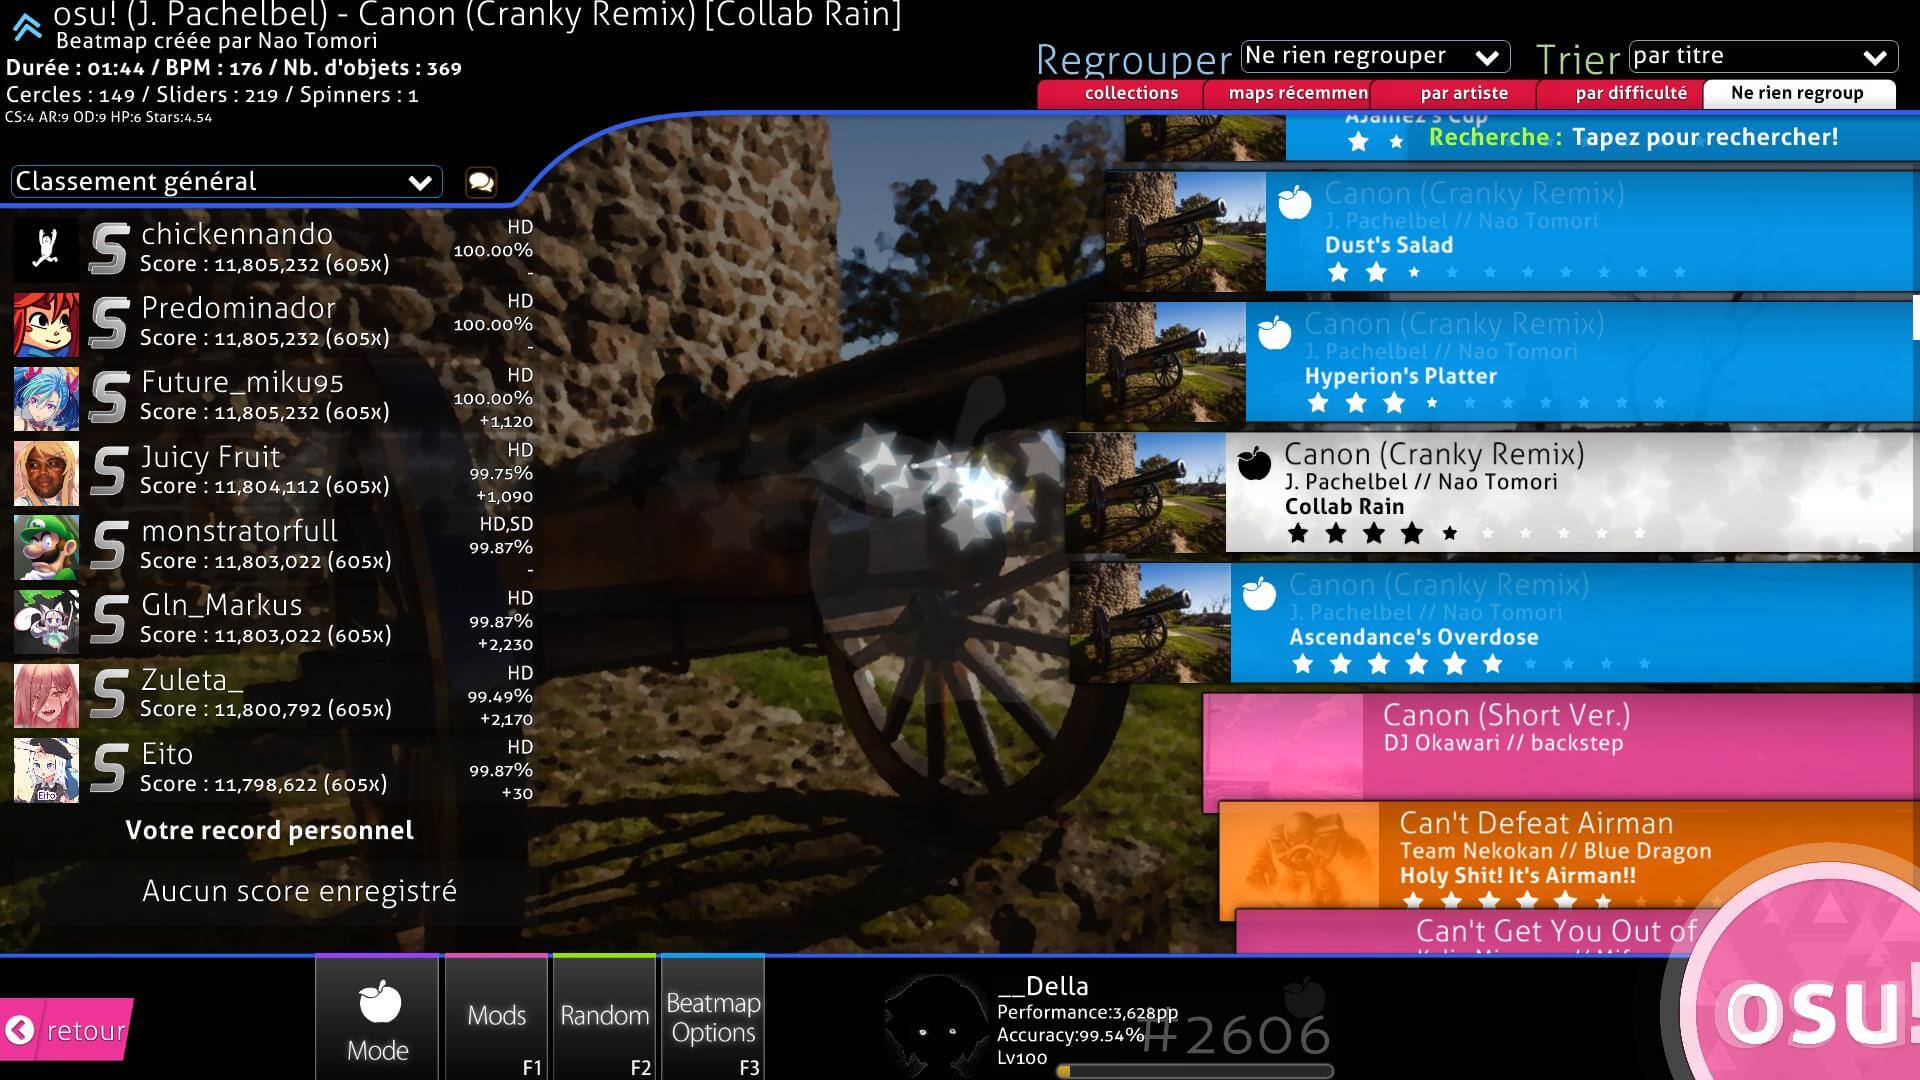 osu! (J. Pachelbel) - Canon (Cranky Remix) [Collab Rain]
Beatmap créée par Nao Tomori
Durée : 01:44 / BPM : 176 / Nb. d'objets : 369
Cercles : 149 / Sliders : 219 / Spinners : 1
CS:4 AR:9 OD:9 HP:6 Stars:4.54
Regrouper Ne rien regrouper Trier par titre
collections maps récemmen par artiste par difficulté Ne rien regroup
Ajamez's Cup
Recherche : Tapez pour rechercher!
Classement général
chickennando
Score : 11,805,232 (605x)
HD
100.00%
-
Predominador
Score : 11,805,232 (605x)
HD
100.00%
-
Future_miku95
Score : 11,805,232 (605x)
HD
100.00%
+1,120
Juicy Fruit
Score : 11,804,112 (605x)
HD
99.75%
+1,090
monstratorfull
Score : 11,803,022 (605x)
HD,SD
99.87%
-
Gln_Markus
Score : 11,803,022 (605x)
HD
99.87%
+2,230
Zuleta_
Score : 11,800,792 (605x)
HD
99.49%
+2,170
Eito
Score : 11,798,622 (605x)
HD
99.87%
+30
Votre record personnel
Aucun score enregistré
Canon (Cranky Remix)
J. Pachelbel // Nao Tomori
Du5t's Salad
Canon (Cranky Remix)
J. Pachelbel // Nao Tomori
Hyperion's Platter
Canon (Cranky Remix)
J. Pachelbel // Nao Tomori
Collab Rain
Canon (Cranky Remix)
J. Pachelbel // Nao Tomori
Ascendance's Overdose
Canon (Short Ver.)
DJ Okawari // backstep
Can't Defeat Airman
Team Nekokan // Blue Dragon
Holy Shit! It's Airman!!
Can't Get You Out of
retour
Mode
Mods
F1
Random
F2
Beatmap
Options
F3
__Della
Performance:3,628pp
Accuracy:99.54%
Lv100
#2606
osu!